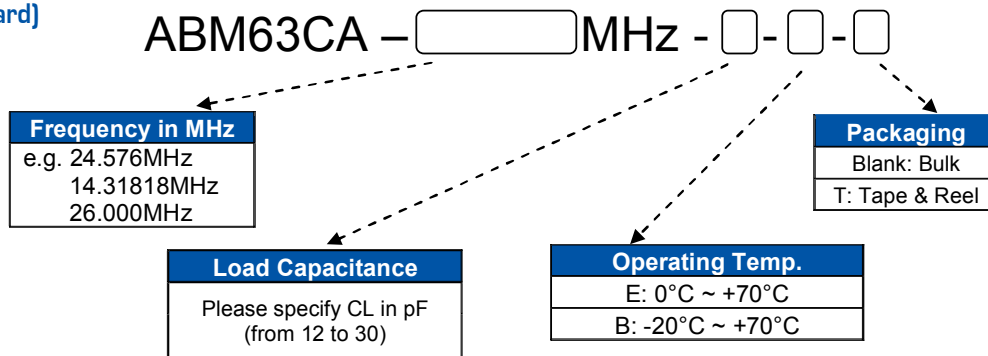 ABM63CA – MHz - - -
Frequency in MHz
e.g. 24.576MHz
14.31818MHz
26.000MHz
Packaging
Blank: Bulk
T: Tape & Reel
Load Capacitance
Please specify CL in pF
(from 12 to 30)
Operating Temp.
E: 0°C ~ +70°C
B: -20°C ~ +70°C